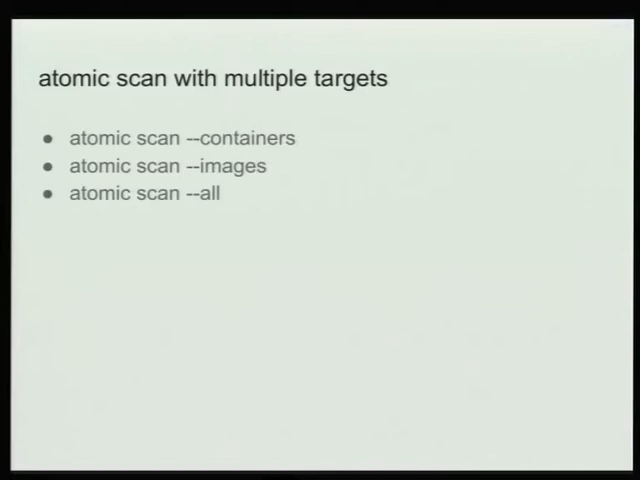 atomic scan with multiple targets
● atomic scan --containers
● atomic scan --images
● atomic scan --all